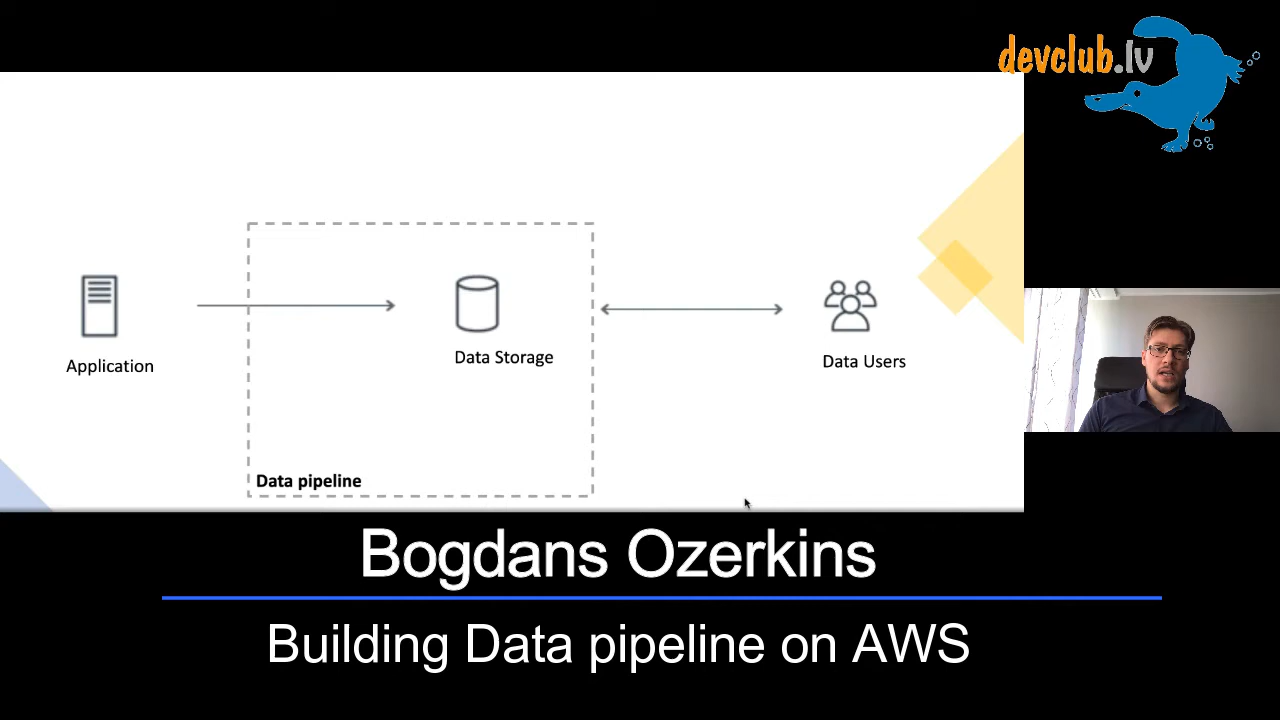 devclub.lv
Application
Data Storage
Data Users
Data pipeline
Bogdans Ozerkins
Building Data pipeline on AWS